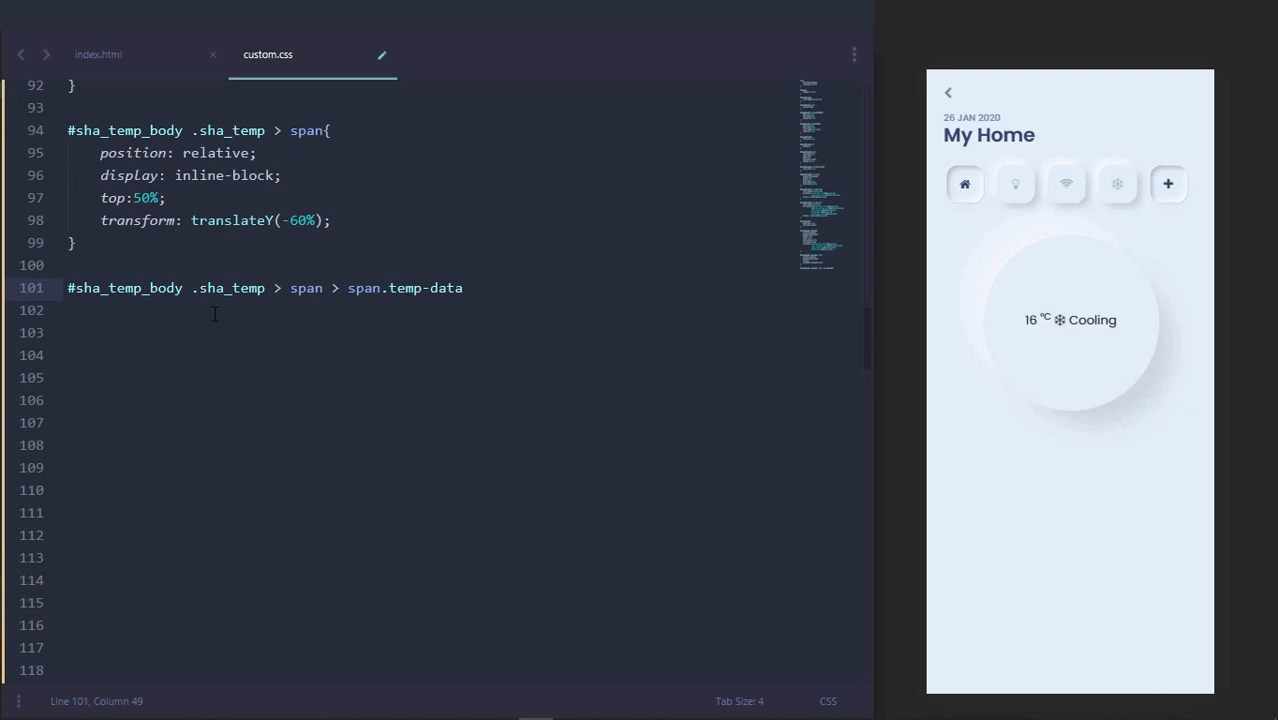 index.html
custom.css
92 }
93
94 #sha_temp_body .sha_temp > span{
95 position: relative;
96 display: inline-block;
97 top:50%;
98 transform: translateY(-60%);
99 }
100
101 #sha_temp_body .sha_temp > span > span.temp-data
102
103
104
105
106
107
108
109
110
111
112
113
114
115
116
117
118
Line 101, Column 49
Tab Size: 4
CSS
26 JAN 2020
My Home
16 °C Cooling